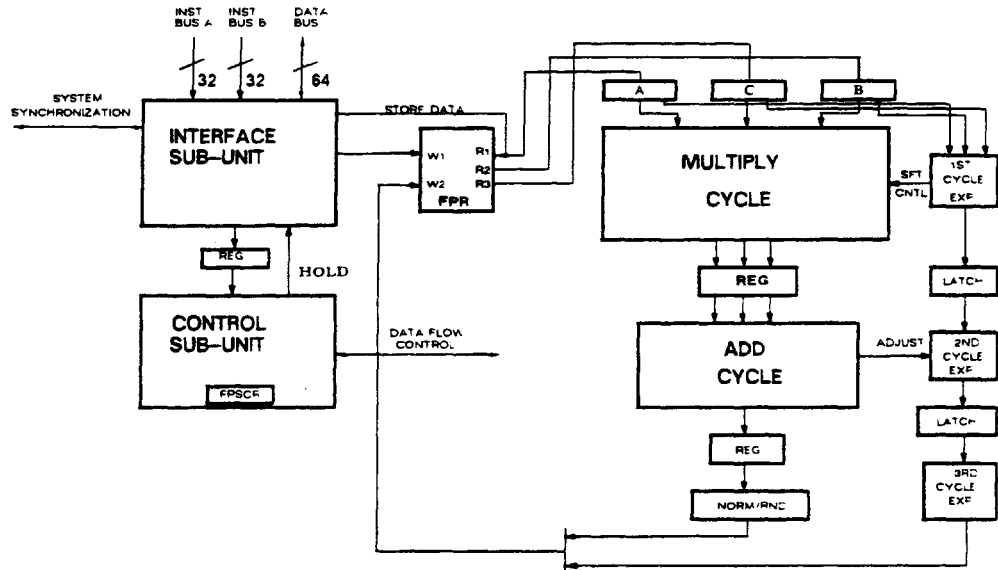 INST
BUS A
INST
BUS B
DATA
BUS
32
32
64
SYSTEM
SYNCHRONIZATION
INTERFACE
SUB-UNIT
STORE DATA
W1
W2
R1
R2
R3
FPR
A
C
B
MULTIPLY
CYCLE
SFT
CNTL
1ST
CYCLE
EXP
REG
HOLD
REG
LATCH
CONTROL
SUB-UNIT
FPSCR
DATA FLOW
CONTROL
ADD
CYCLE
ADJUST
2ND
CYCLE
EXP
LATCH
REG
NORM/RND
3RD
CYCLE
EXP